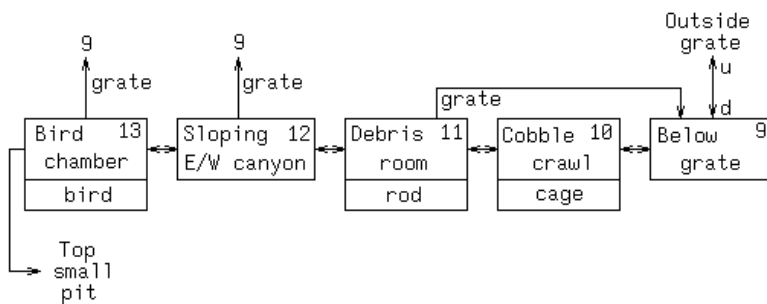 9
grate
9
grate
Outside
grate
u
d
grate
Bird 13
chamber
bird
Sloping 12
E/W canyon
Debris 11
room
rod
Cobble 10
crawl
cage
Below 9
grate
Top
small
pit